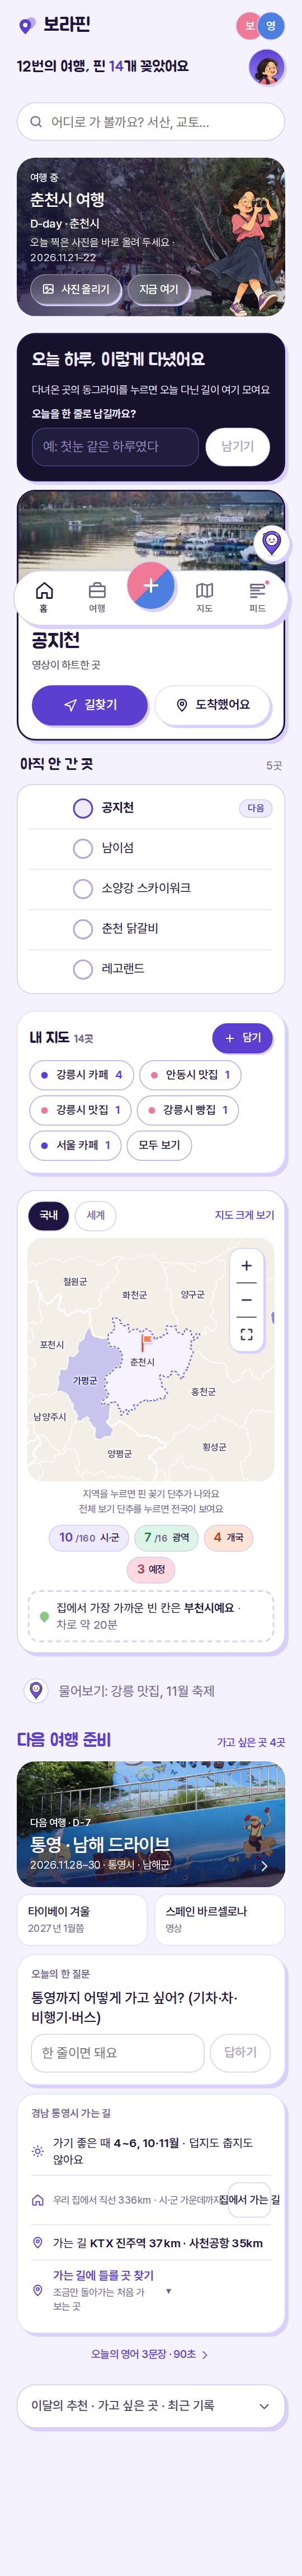 보라핀
보 영
12번의 여행, 핀 14개 꽂았어요
어디로 가 볼까요? 서산, 교토...
여행 중
춘천시 여행
D-day · 춘천시
오늘 찍은 사진을 바로 올려 두세요 ·
2026.11.21–22
사진 올리기 지금 여기
오늘 하루, 이렇게 다녔어요
다녀온 곳의 동그라미를 누르면 오늘 다닌 길이 여기 모여요
오늘을 한 줄로 남길까요?
예: 첫눈 같은 하루였다 남기기
홈 여행 지도 피드
공지천
영상이 하트한 곳
길찾기 도착했어요
아직 안 간 곳 5곳
공지천 다음
남이섬
소양강 스카이워크
춘천 닭갈비
레고랜드
내 지도 14곳 + 담기
강릉시 카페 4 안동시 맛집 1
강릉시 맛집 1 강릉시 빵집 1
서울 카페 1 모두 보기
국내 세계 지도 크게 보기
철원군 화천군 양구군
포천시 춘천시
가평군 홍천군
남양주시 횡성군
양평군
지역을 누르면 핀 꽂기 단추가 나와요
전체 보기 단추를 누르면 전국이 보여요
10 /160 시·군 7 /16 광역 4 개국
3 예정
집에서 가장 가까운 빈 칸은 부천시예요 ·
차로 약 20분
물어보기: 강릉 맛집, 11월 축제
다음 여행 준비 가고 싶은 곳 4곳
다음 여행 · D-7
통영 · 남해 드라이브
2026.11.28–30 · 통영시 · 남해군
타이베이 겨울 스페인 바르셀로나
2027년 1월쯤 영상
오늘의 한 질문
통영까지 어떻게 가고 싶어? (기차·차·
비행기·버스)
한 줄이면 돼요 답하기
경남 통영시 가는 길
가기 좋은 때 4~6, 10·11월 · 덥지도 춥지도
않아요
우리 집에서 직선 336km · 시·군 가운데까지 집에서 가는 길
가는 길 KTX 진주역 37km · 사천공항 35km
가는 길에 들를 곳 찾기
조금만 돌아가는 처음 가
보는 곳
오늘의 영어 3문장 · 90초
이달의 추천 · 가고 싶은 곳 · 최근 기록